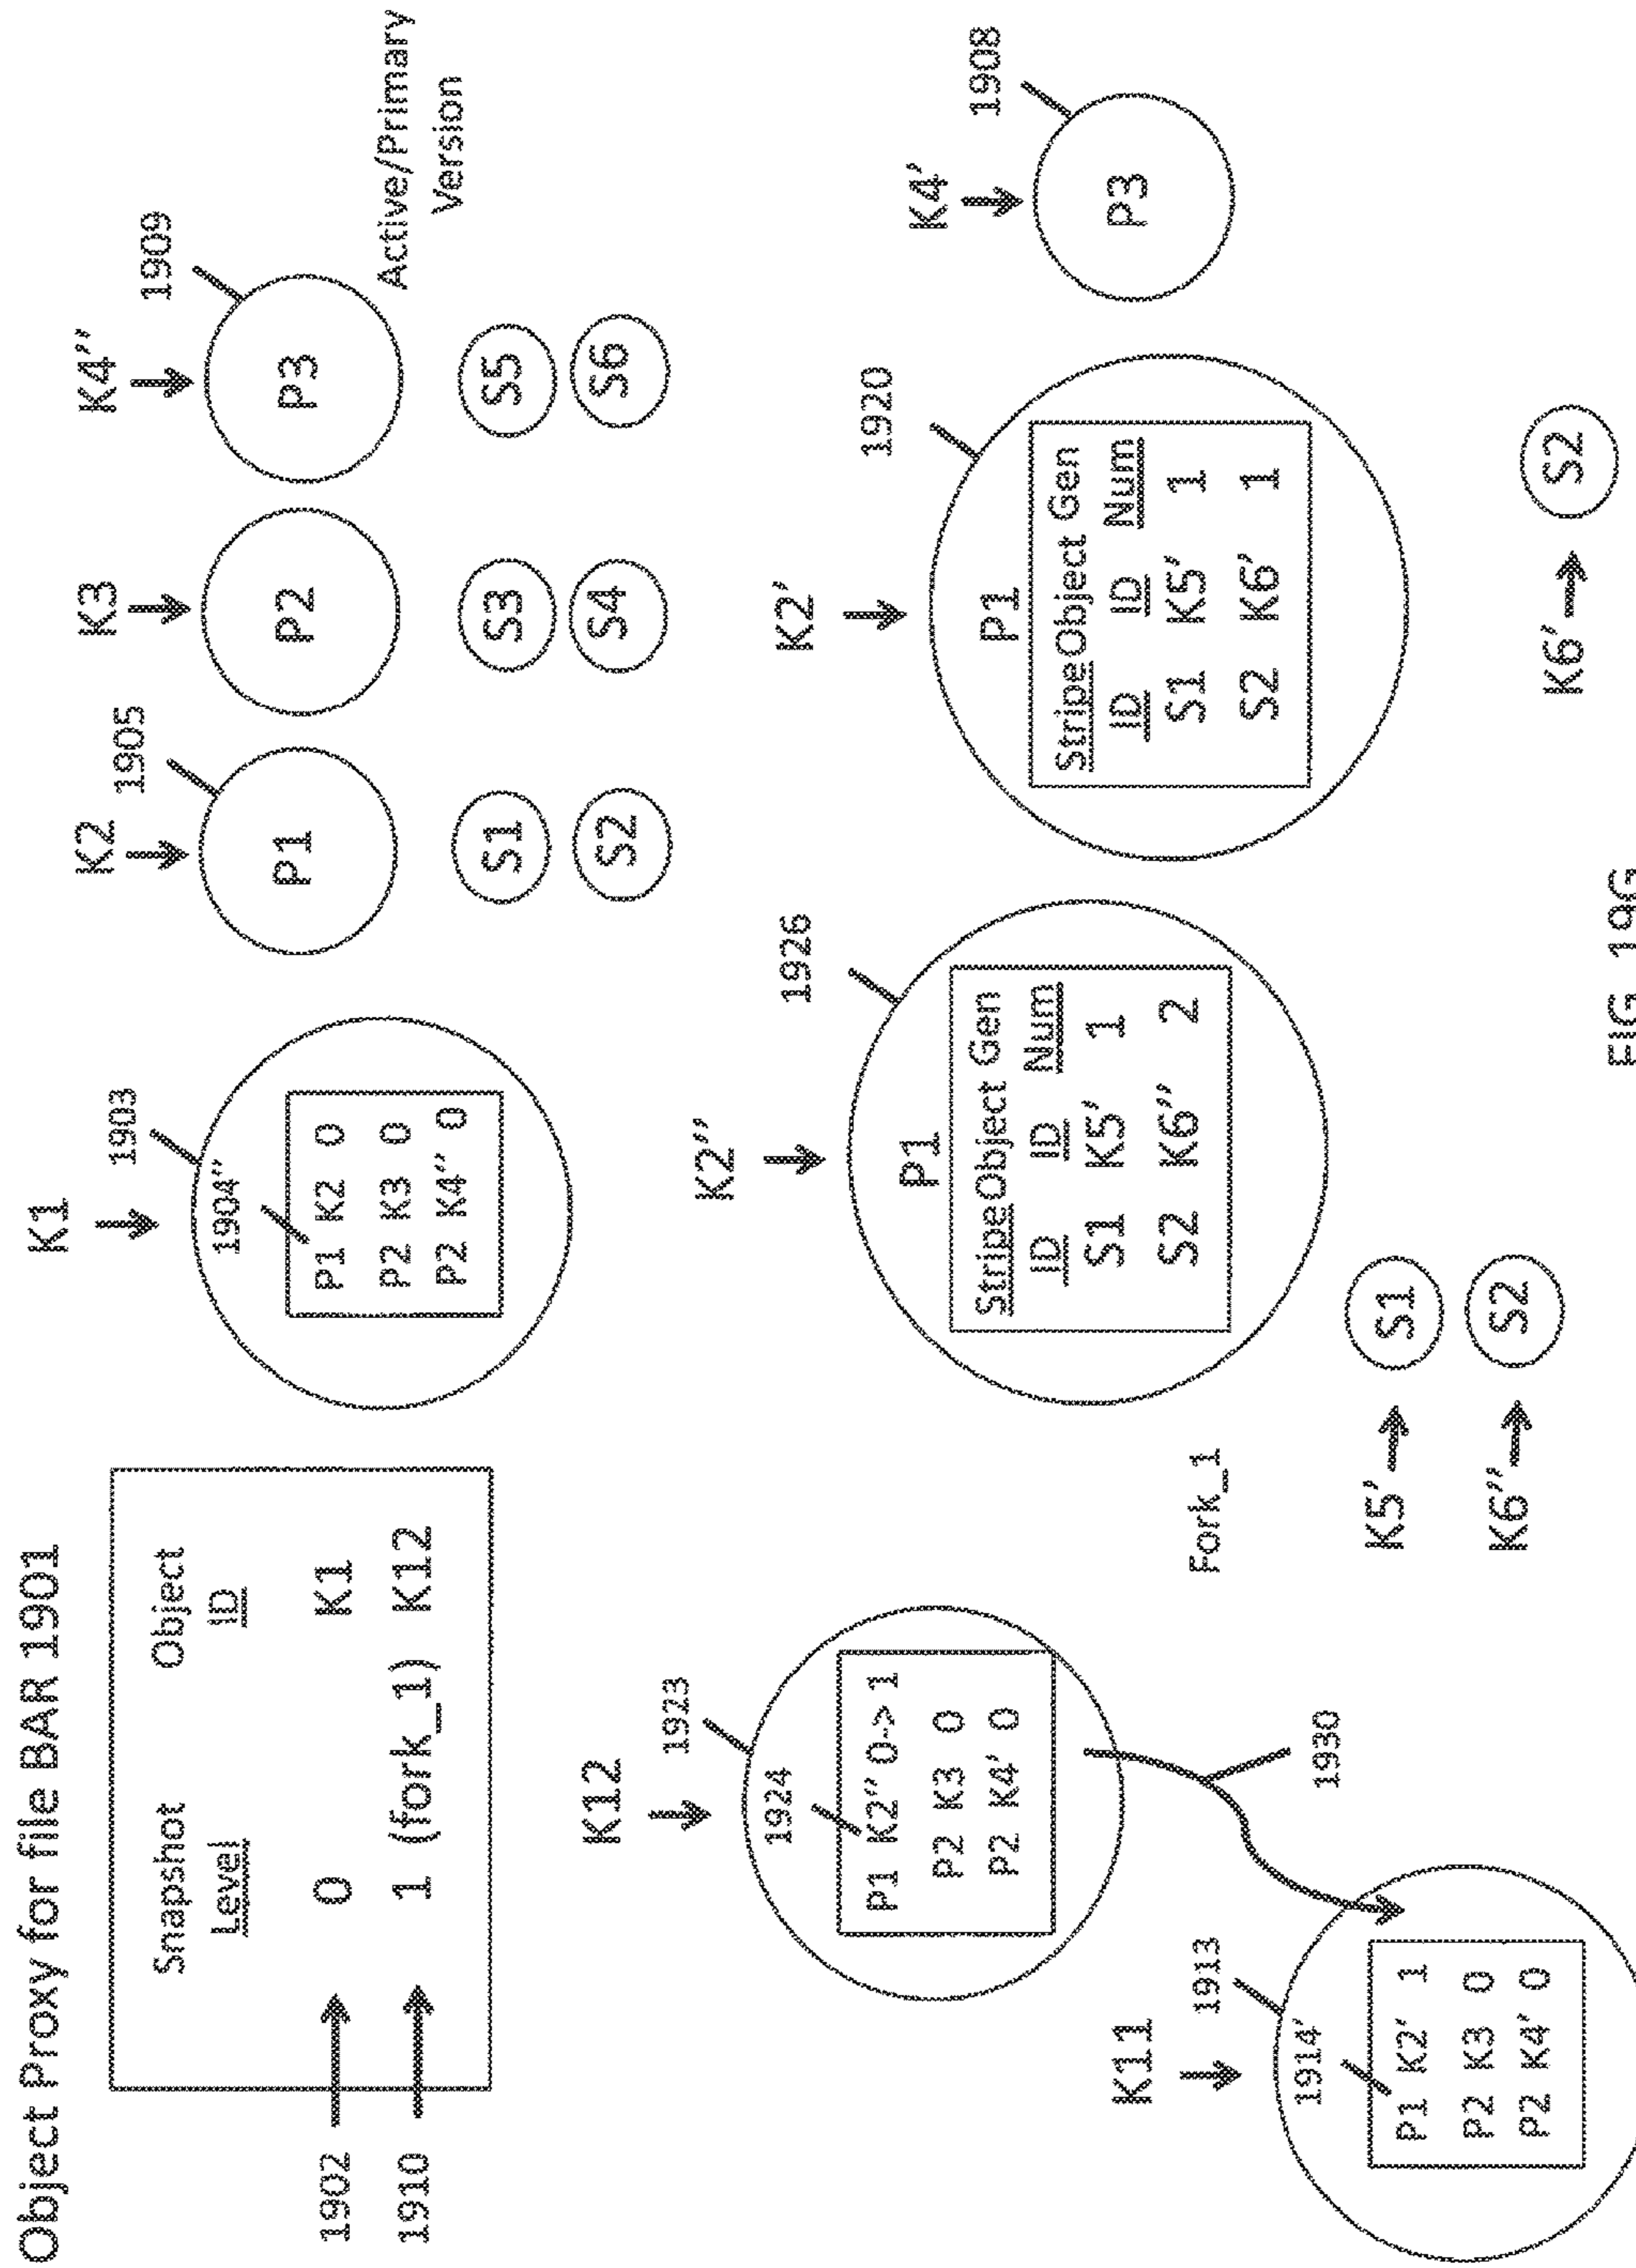 Object Proxy for file BAR 1901
Snapshot Object
Level ID
1902
0 K1
1910
1 (fork_1) K12
K1
1903
1904''
P1 K2 0
P2 K3 0
P2 K4'' 0
K2
1905
P1
S1
S2
K3
P2
S3
S4
K4''
1909
P3
S5
S6
Active/Primary
Version
K12
1923
1924
P1 K2'' 0-> 1
P2 K3 0
P2 K4' 0
1930
K11
1913
1914'
P1 K2' 1
P2 K3 0
P2 K4' 0
Fork_1
K2''
1926
P1
Stripe Object Gen
ID ID Num
S1 K5' 1
S2 K6'' 2
K5'
S1
K6''
S2
K2'
1920
P1
Stripe Object Gen
ID ID Num
S1 K5' 1
S2 K6' 1
K6'
S2
K4'
1908
P3
FIG 19G